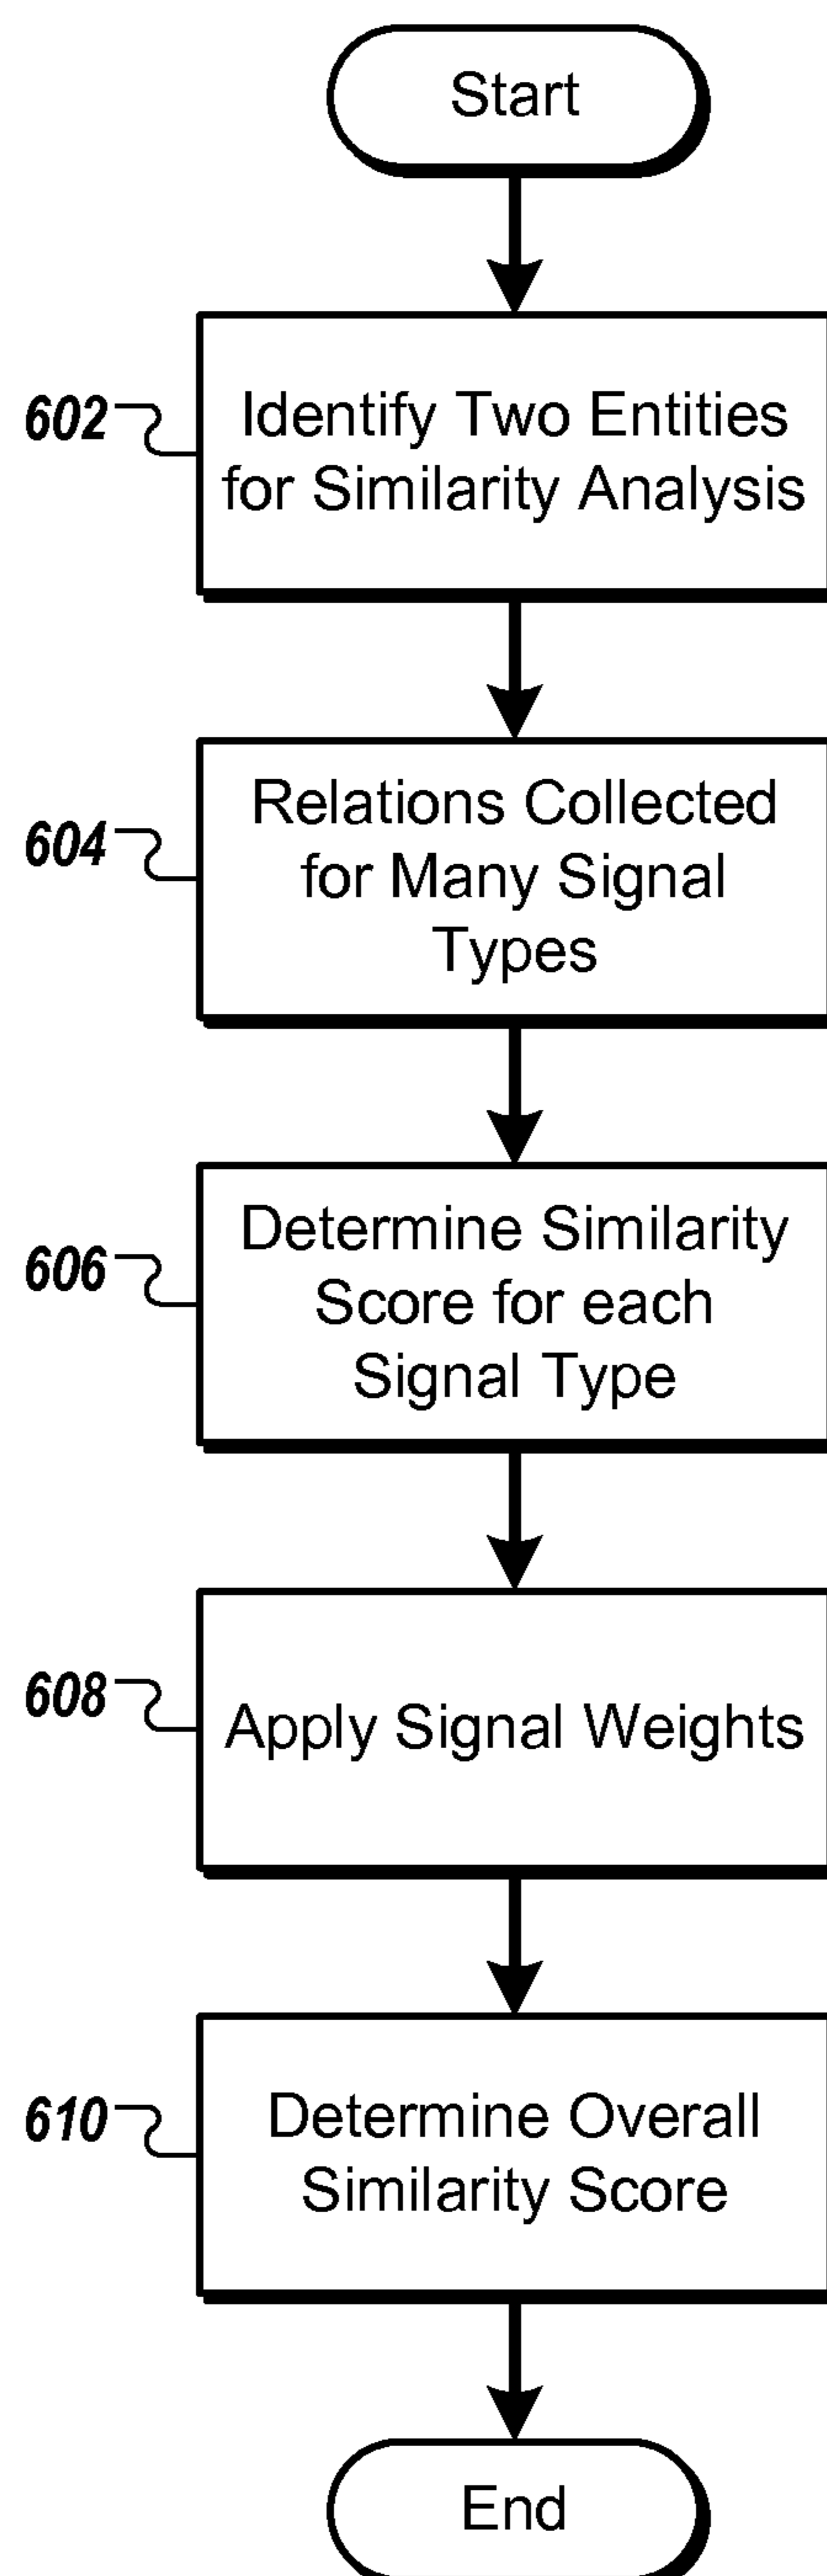 Start
602
Identify Two Entities
for Similarity Analysis
604
Relations Collected
for Many Signal
Types
606
Determine Similarity
Score for each
Signal Type
608
Apply Signal Weights
610
Determine Overall
Similarity Score
End